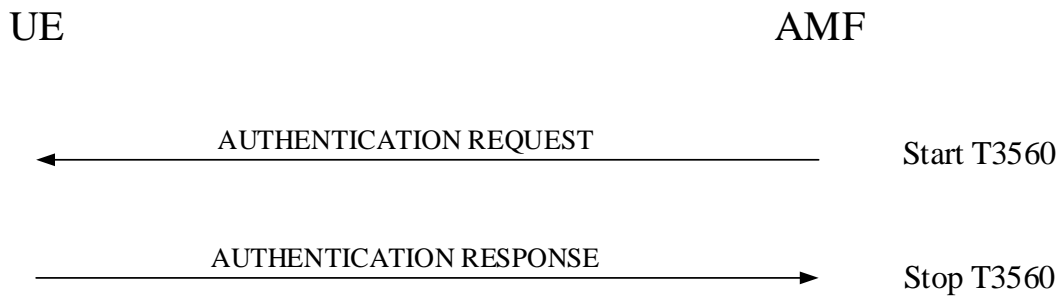 UE AMF
AUTHENTICATION REQUEST Start T3560
AUTHENTICATION RESPONSE Stop T3560